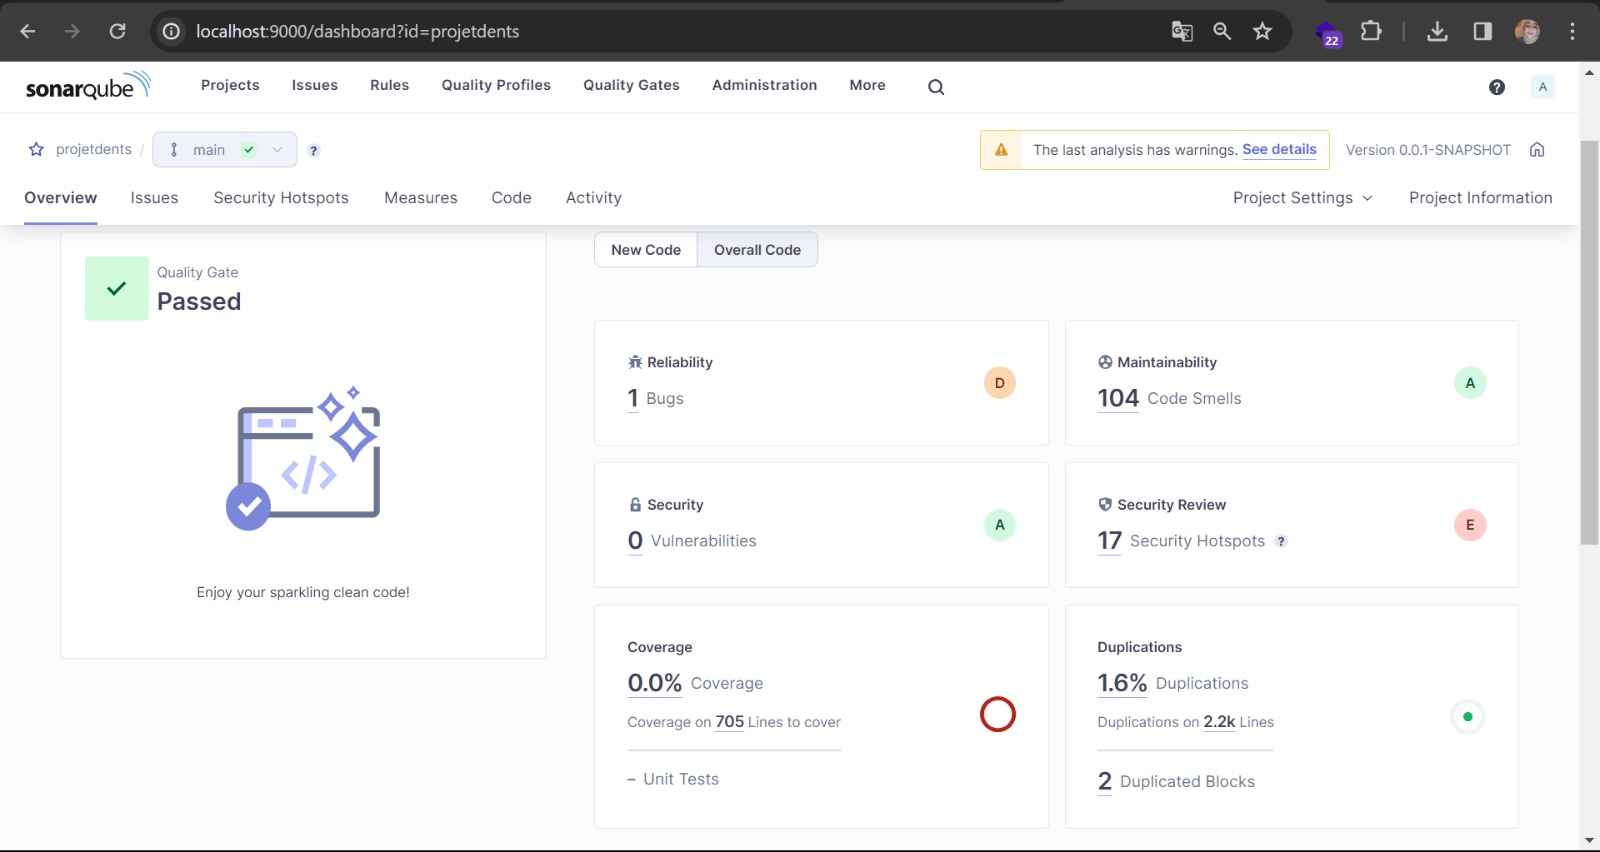 localhost:9000/dashboard?id=projetdents
22
sonarqube Projects Issues Rules Quality Profiles Quality Gates Administration More ? A
projetdents / main ? The last analysis has warnings. See details Version 0.0.1-SNAPSHOT
Overview Issues Security Hotspots Measures Code Activity Project Settings Project Information
Quality Gate
Passed
Enjoy your sparkling clean code!
New Code Overall Code
Reliability
1 Bugs
D
Maintainability
104 Code Smells
A
Security
0 Vulnerabilities
A
Security Review
17 Security Hotspots ?
E
Coverage
0.0% Coverage
Coverage on 705 Lines to cover
– Unit Tests
Duplications
1.6% Duplications
Duplications on 2.2k Lines
2 Duplicated Blocks